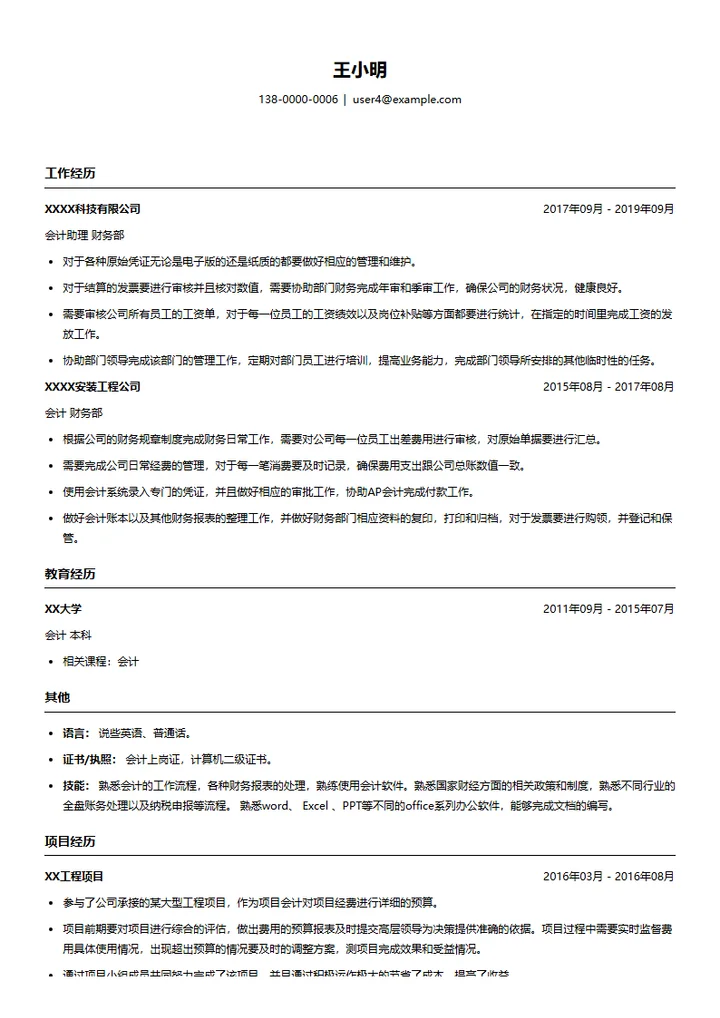 王小明
138-0000-0006 | user4@example.com
工作经历
XXXX科技有限公司 2017年09月 - 2019年09月
会计助理 财务部
• 对于各种原始凭证无论是电子版的还是纸质的都要做好相应的管理和维护。
• 对于结算的发票要进行审核并且核对数值，需要协助部门财务完成年审和季审工作，确保公司的财务状况，健康良好。
• 需要审核公司所有员工的工资单，对于每一位员工的工资绩效以及岗位补贴等方面都要进行统计，在指定的时间里完成工资的发
放工作。
• 协助部门领导完成该部门的管理工作，定期对部门员工进行培训，提高业务能力，完成部门领导所安排的其他临时性的任务。
XXXX安装工程公司 2015年08月 - 2017年08月
会计 财务部
• 根据公司的财务规章制度完成财务日常工作，需要对公司每一位员工出差费用进行审核，对原始单据要进行汇总。
• 需要完成公司日常经费的管理，对于每一笔消费要及时记录，确保费用支出跟公司总账数值一致。
• 使用会计系统录入专门的凭证，并且做好相应的审批工作，协助AP会计完成付款工作。
• 做好会计账本以及其他财务报表的整理工作，并做好财务部门相应资料的复印，打印和归档，对于发票要进行购领，并登记和保
管。
教育经历
XX大学 2011年09月 - 2015年07月
会计 本科
• 相关课程：会计
其他
• 语言： 说些英语、普通话。
• 证书/执照： 会计上岗证，计算机二级证书。
• 技能： 熟悉会计的工作流程，各种财务报表的处理，熟练使用会计软件。熟悉国家财经方面的相关政策和制度，熟悉不同行业的
全盘账务处理以及纳税申报等流程。 熟悉word、 Excel 、PPT等不同的office系列办公软件，能够完成文档的编写。
项目经历
XX工程项目 2016年03月 - 2016年08月
• 参与了公司承接的某大型工程项目，作为项目会计对项目经费进行详细的预算。
• 项目前期要对项目进行综合的评估，做出费用的预算报表及时提交高层领导为决策提供准确的依据。项目过程中需要实时监督费
用具体使用情况，出现超出预算的情况要及时的调整方案，测项目完成效果和受益情况。
• 通过项目小组成员共同努力完成了该项目，并且通过积极运作极大的节省了成本，提高了收益